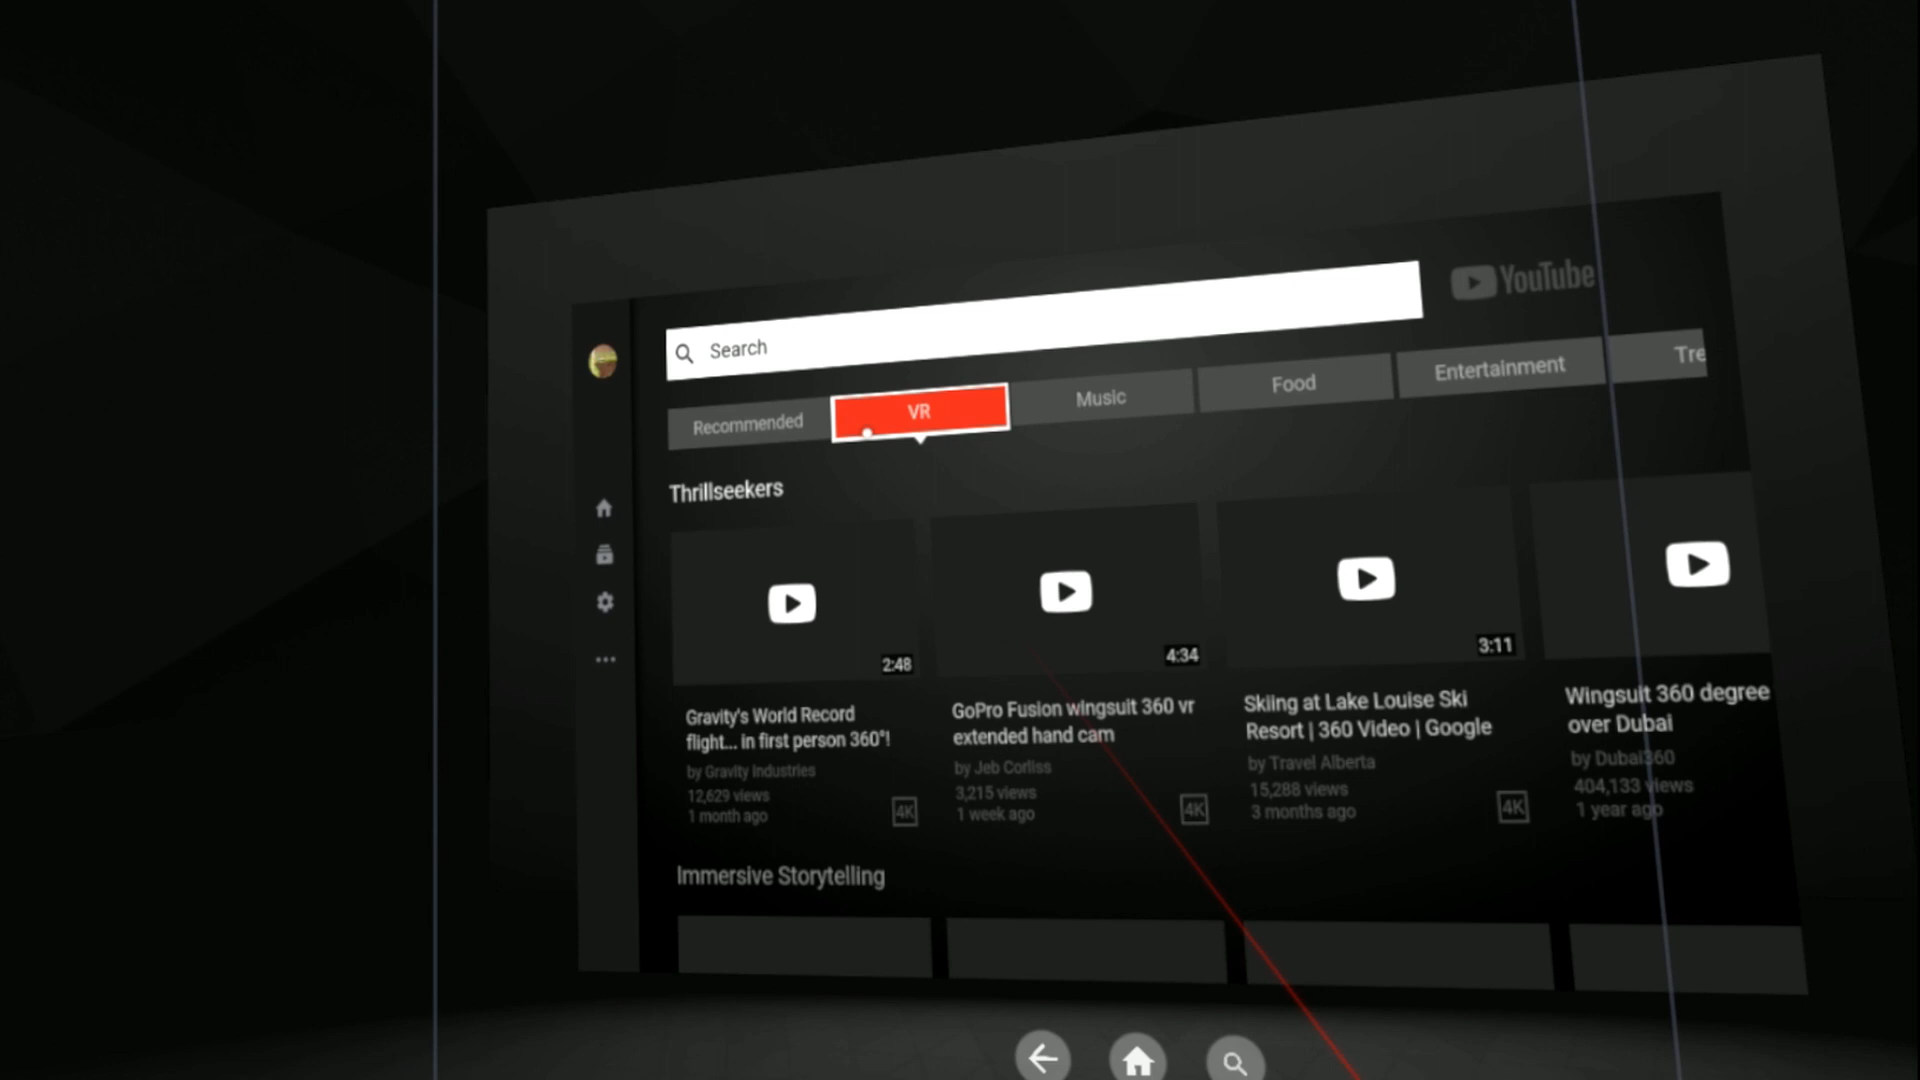 Search
YouTube
Recommended
VR
Music
Food
Entertainment
Tre
Thrillseekers
2:48
4:34
3:11
Gravity's World Record
flight... in first person 360°!
by Gravity Industries
12,629 views
1 month ago
4K
GoPro Fusion wingsuit 360 vr
extended hand cam
by Jeb Corliss
3,215 views
1 week ago
4K
Skiing at Lake Louise Ski
Resort | 360 Video | Google
by Travel Alberta
15,288 views
3 months ago
4K
Wingsuit 360 degree
over Dubai
by Dubai360
404,133 views
1 year ago
Immersive Storytelling